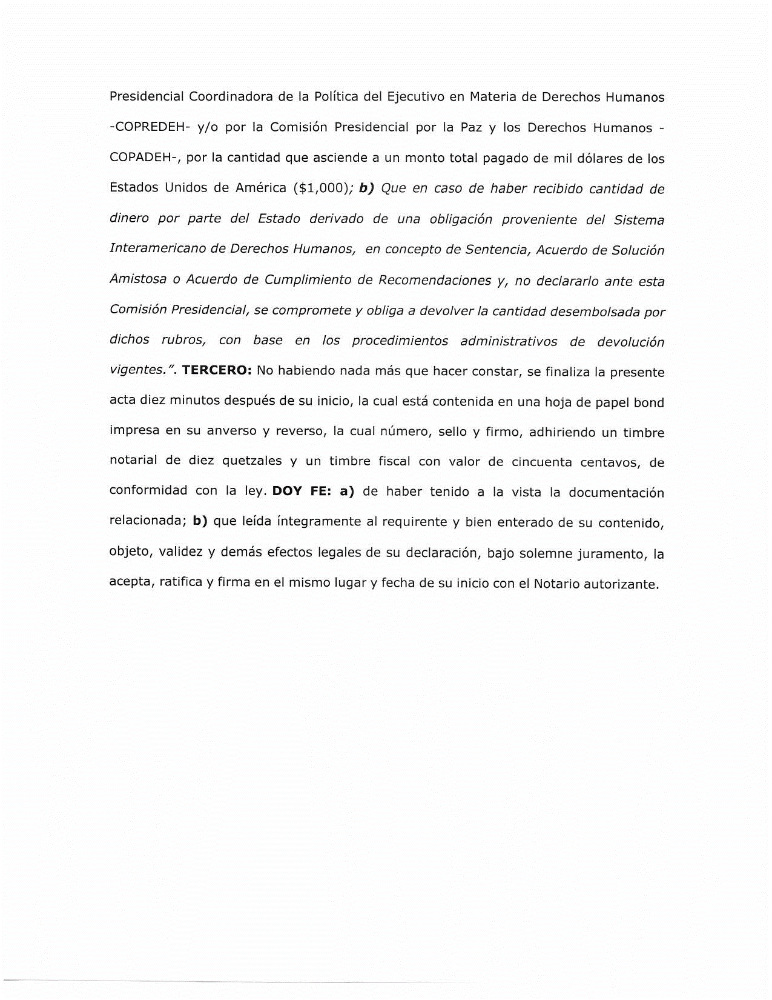 Presidencial Coordinadora de la Política del Ejecutivo en Materia de Derechos Humanos
-COPREDEH- y/o por la Comisión Presidencial por la Paz y los Derechos Humanos -
COPADEH-, por la cantidad que asciende a un monto total pagado de mil dólares de los
Estados Unidos de América ($1,000); b) Que en caso de haber recibido cantidad de
dinero por parte del Estado derivado de una obligación proveniente del Sistema
Interamericano de Derechos Humanos, en concepto de Sentencia, Acuerdo de Solución
Amistosa o Acuerdo de Cumplimiento de Recomendaciones y, no declararlo ante esta
Comisión Presidencial, se compromete y obliga a devolver la cantidad desembolsada por
dichos rubros, con base en los procedimientos administrativos de devolución
vigentes.”. TERCERO: No habiendo nada más que hacer constar, se finaliza la presente
acta diez minutos después de su inicio, la cual está contenida en una hoja de papel bond
impresa en su anverso y reverso, la cual número, sello y firmo, adhiriendo un timbre
notarial de diez quetzales y un timbre fiscal con valor de cincuenta centavos, de
conformidad con la ley. DOY FE: a) de haber tenido a la vista la documentación
relacionada; b) que leída íntegramente al requirente y bien enterado de su contenido,
objeto, validez y demás efectos legales de su declaración, bajo solemne juramento, la
acepta, ratifica y firma en el mismo lugar y fecha de su inicio con el Notario autorizante.